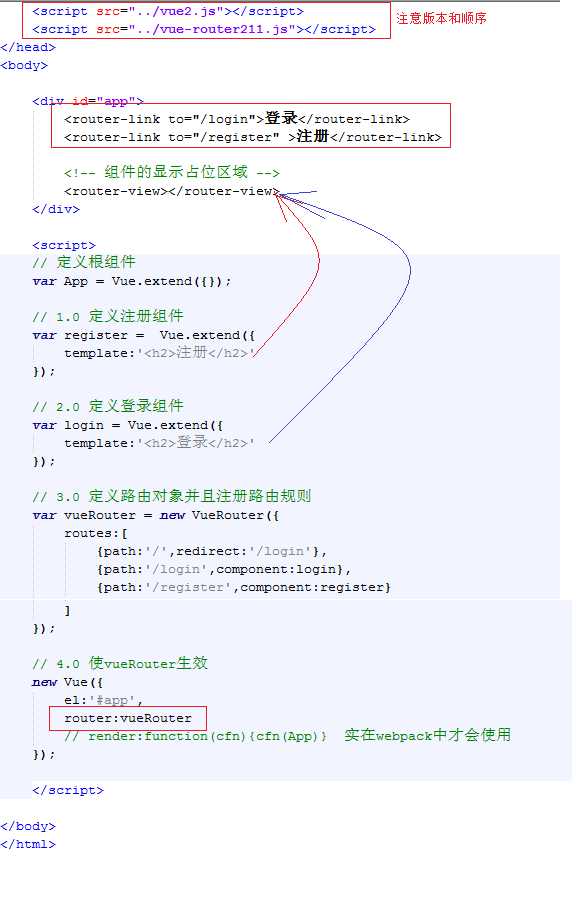 <script src="../vue2.js"></script>
注意版本和顺序
<script src="../vue-router211.js"></script>
</head>
<body>
<div id="app">
<router-link to="/login">登录</router-link>
<router-link to="/register" >注册</router-link>
<!-- 组件的显示占位区域 -->
<router-view></router-view>
</div>
<script>
// 定义根组件
var App = Vue.extend({});
// 1.0 定义注册组件
var register =  Vue.extend({
template:'<h2>注册</h2>'
});
// 2.0 定义登录组件
var login = Vue.extend({
template:'<h2>登录</h2>'
});
// 3.0 定义路由对象并且注册路由规则
var vueRouter = new VueRouter({
routes:[
{path:'/',redirect:'/login'},
{path:'/login',component:login},
{path:'/register',component:register}
]
});
// 4.0 使vueRouter生效
new Vue({
el:'#app',
router:vueRouter
// render:function(cfn){cfn(App)}  实在webpack中才会使用
});
</script>
</body>
</html>